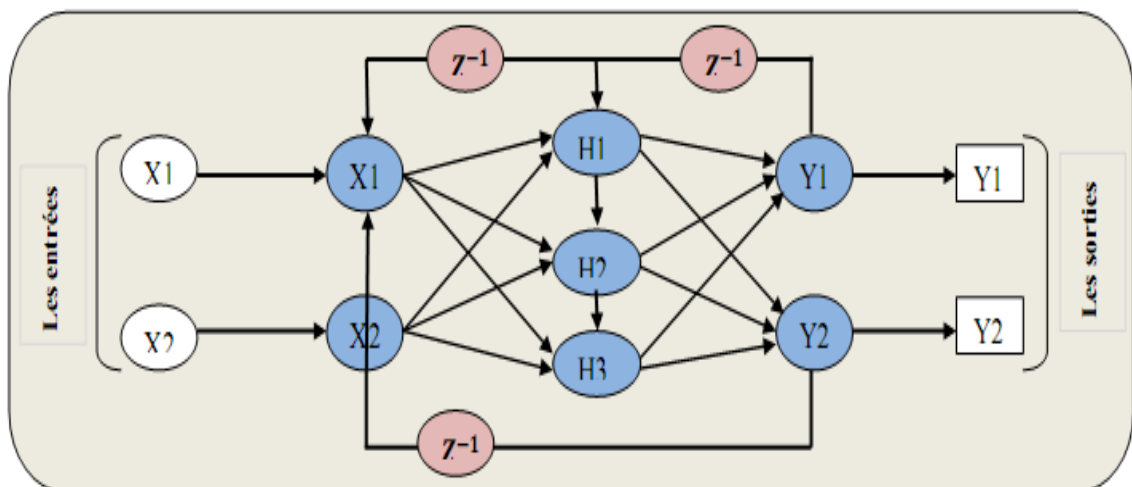 Z⁻¹ Z⁻¹
Les entrées
X1 X1 H1 Y1 Y1
H2
X2 X2 Y2 Y2
H3
Z⁻¹
Les sorties